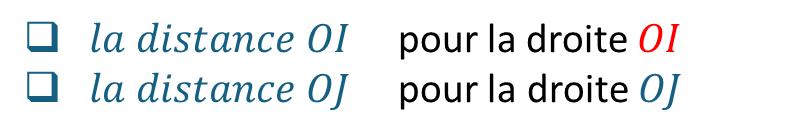 ❑ la distance OI pour la droite OI
❑ la distance OJ pour la droite OJ